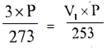 3 × P / 273 = V₁ × P / 253